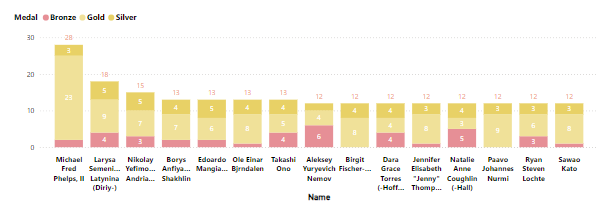 Medal Bronze Gold Silver
30
20
10
0
28 18 15 13 13 13 13 12 12 12 12 12 12 12 12
3 5 5 4 5 4 4 2 4 4 3 4 3 3 3
23 9 7 7 6 8 5 4 8 4 8 3 9 6 8
4 3 4 6 4 5 3
Michael Fred Phelps, II
Larysa Semeni... Latynina (Diriy-)
Nikolay Yefimo... Andria...
Borys Anfiya... Shakhlin
Edoardo Mangia...
Ole Einar Bjrndalen
Takashi Ono
Aleksey Yuryevich Nemov
Birgit Fischer-...
Dara Grace Torres (-Hoff...
Jennifer Elisabeth "Jenny" Thomp...
Natalie Anne Coughlin (-Hall)
Paavo Johannes Nurmi
Ryan Steven Lochte
Sawao Kato
Name